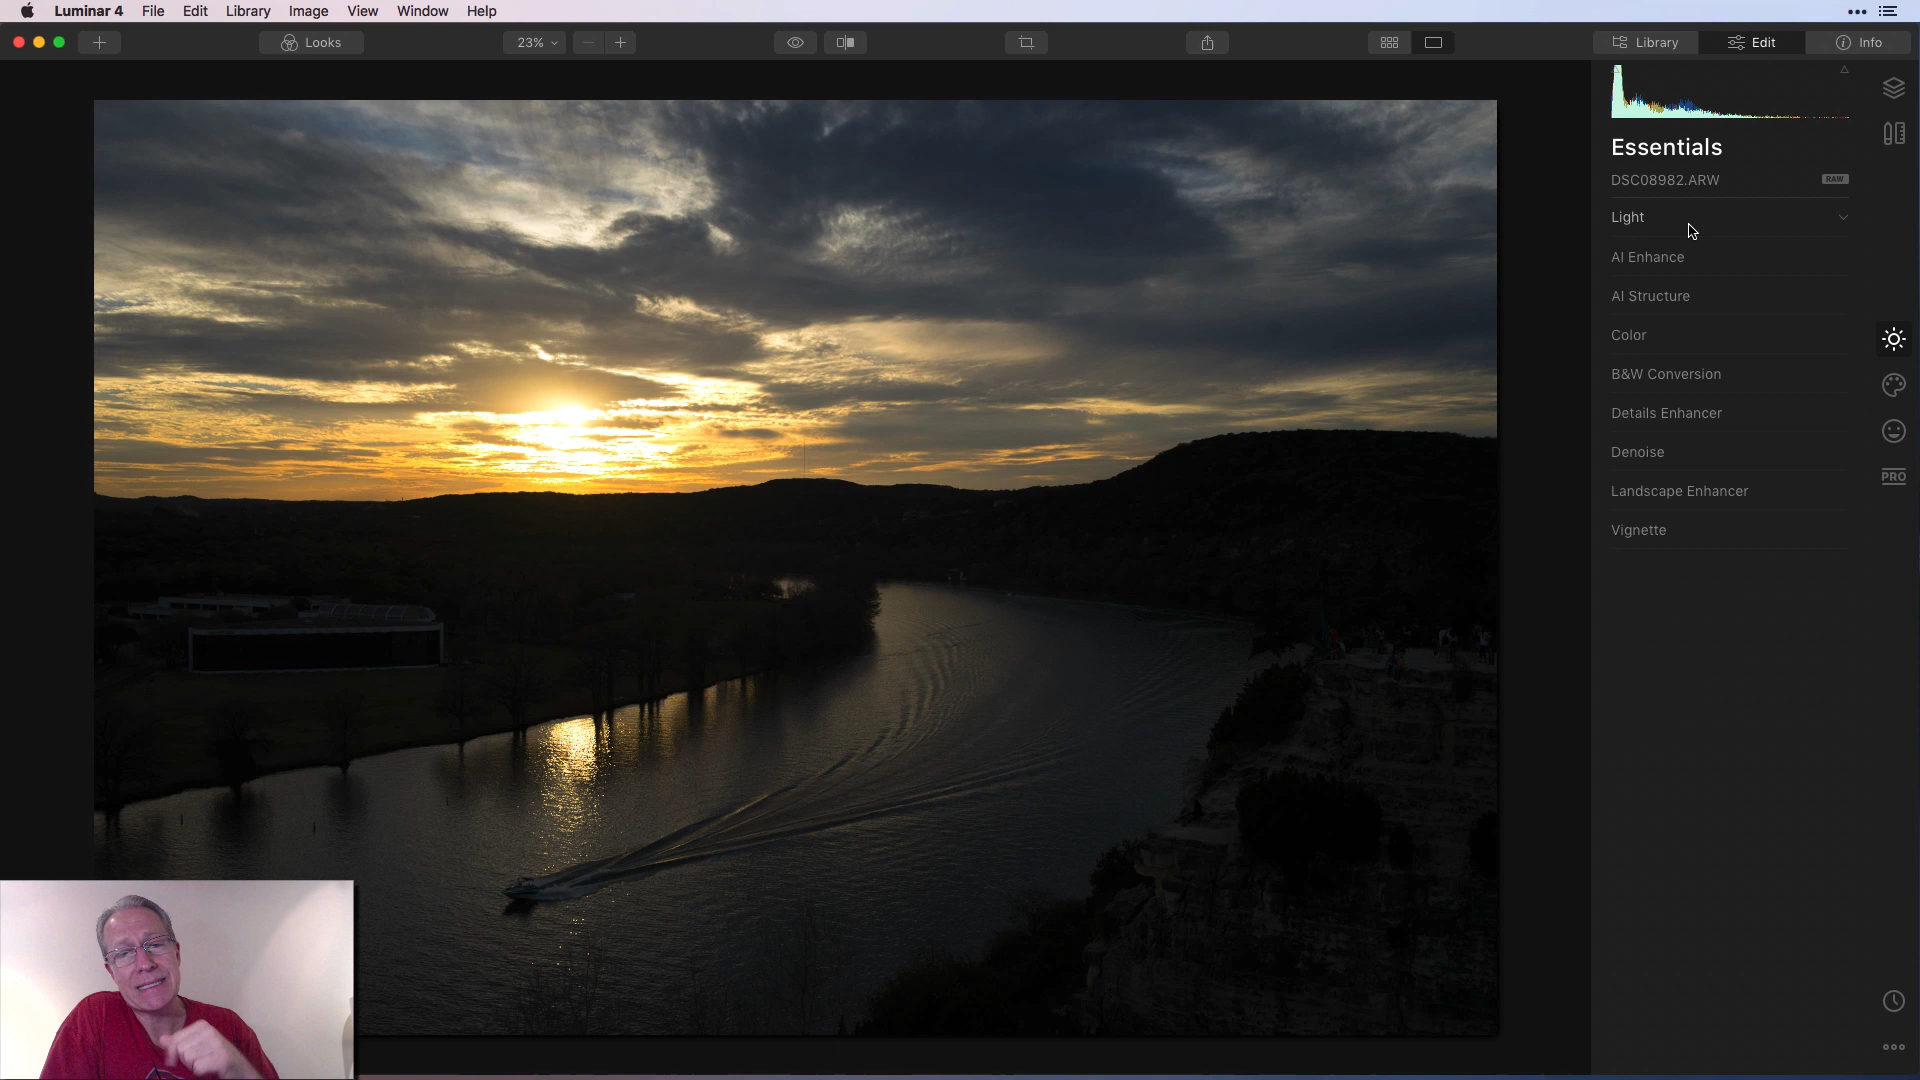 Luminar 4 File Edit Library Image View Window Help
Looks 23% Library Edit Info
Essentials
DSC08982.ARW RAW
Light
AI Enhance
AI Structure
Color
B&W Conversion
Details Enhancer
Denoise
Landscape Enhancer
Vignette
PRO